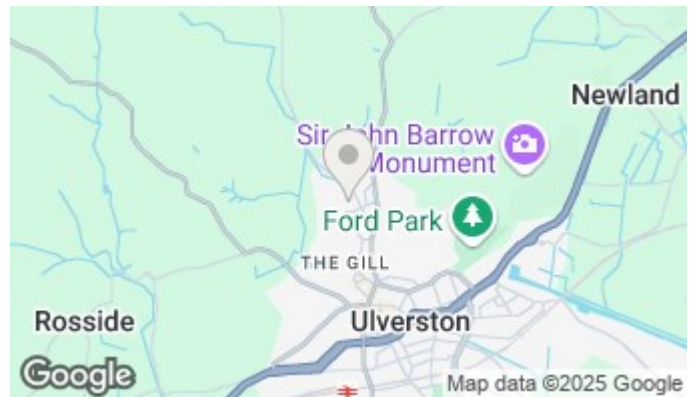 Newland
Sir John Barrow
Monument
Ford Park
THE GILL
Rosside
Ulverston
Google
Map data ©2025 Google